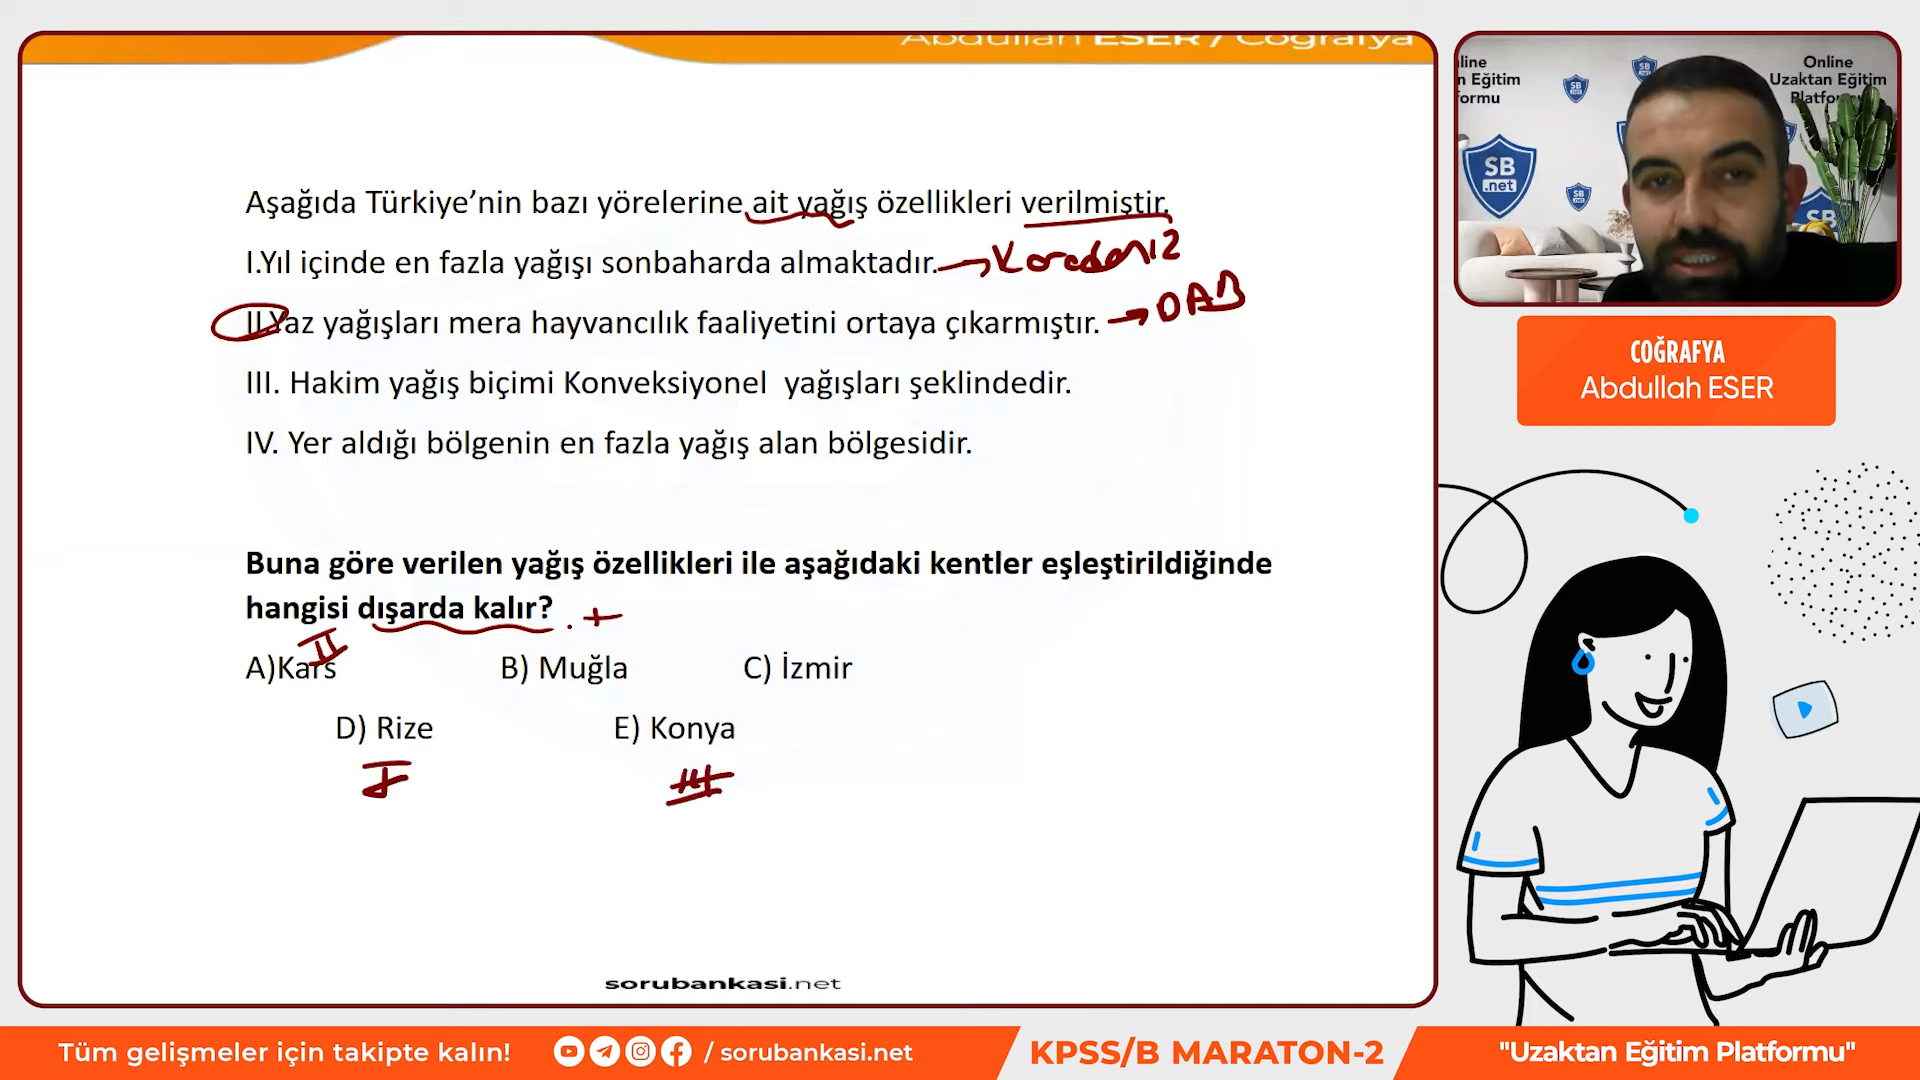 Abdullah ESER / Coğrafya
Aşağıda Türkiye'nin bazı yörelerine ait yağış özellikleri verilmiştir.
I.Yıl içinde en fazla yağışı sonbaharda almaktadır. → Karadeniz
II.Yaz yağışları mera hayvancılık faaliyetini ortaya çıkarmıştır. → DAB
III. Hakim yağış biçimi Konveksiyonel yağışları şeklindedir.
IV. Yer aldığı bölgenin en fazla yağış alan bölgesidir.
Buna göre verilen yağış özellikleri ile aşağıdaki kentler eşleştirildiğinde
hangisi dışarda kalır? . +
II
A)Kars B) Muğla C) İzmir
D) Rize E) Konya
I III
sorubankasi.net
Online
Uzaktan Eğitim
SB
.net
COĞRAFYA
Abdullah ESER
Tüm gelişmeler için takipte kalın! / sorubankasi.net KPSS/B MARATON-2 "Uzaktan Eğitim Platformu"